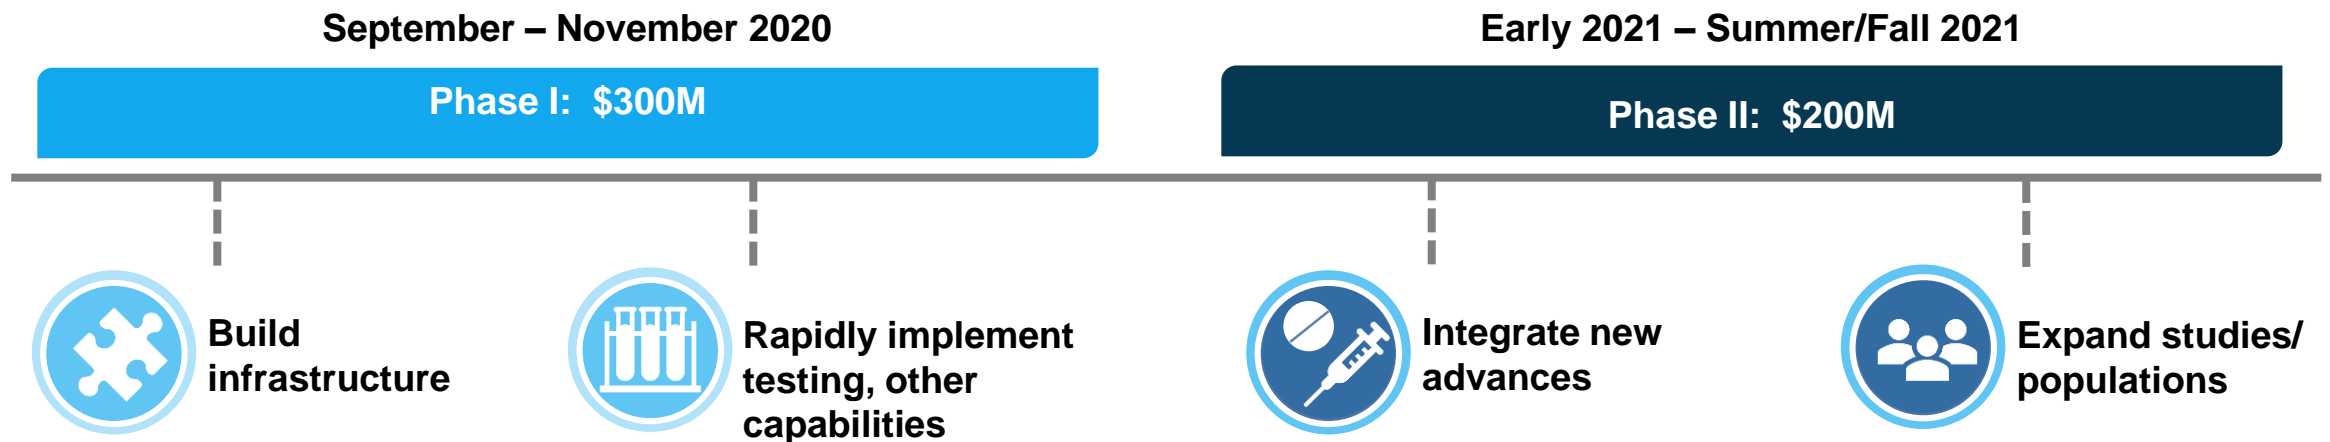 September – November 2020
Early 2021 – Summer/Fall 2021
Phase I:  $300M
Phase II:  $200M
Build
infrastructure
Rapidly implement
testing, other
capabilities
Integrate new
advances
Expand studies/
populations